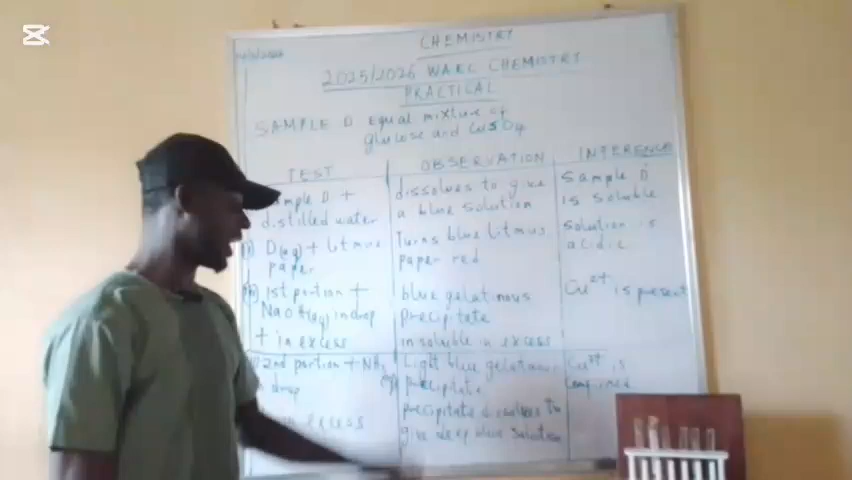 CHEMISTRY
2025/2026 WAEC CHEMISTRY
PRACTICAL
SAMPLE D Equal mixture of
glucose and CuSO4
TEST OBSERVATION INFERENCE
Sample D + dissolves to give Sample D
distilled water a blue solution is soluble
D(aq) + litmus Turns blue litmus solution is
paper paper red acidic
1st portion + blue gelatinous Cu2+ is present
NaOH(aq) in drop precipitate
+ in excess insoluble in excess
2nd portion + NH3 Light blue gelatinous Cu2+ is
drop precipitate confirmed
excess precipitate dissolves to
give deep blue solution